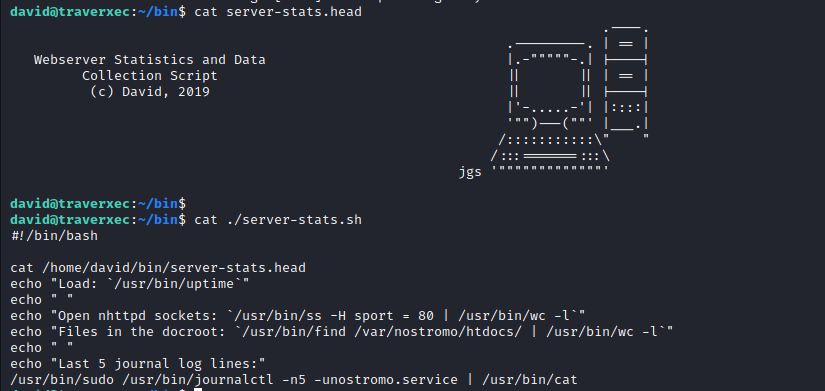 david@traverxec:~/bin$ cat server-stats.head
                                                                          .----.
                                                              .---------. | == |
   Webserver Statistics and Data                              |.-"""""-.| |----|
         Collection Script                                    ||       || | == |
          (c) David, 2019                                     ||       || |----|
                                                              |'-.....-'| |::::|
                                                              '"")---(""' |___.|
                                                             /:::::::::::\"    "
                                                            /:::=======:::\
                                                        jgs '"""""""""""""'
david@traverxec:~/bin$
david@traverxec:~/bin$ cat ./server-stats.sh
#!/bin/bash
cat /home/david/bin/server-stats.head
echo "Load: `/usr/bin/uptime`"
echo " "
echo "Open nhttpd sockets: `/usr/bin/ss -H sport = 80 | /usr/bin/wc -l`"
echo "Files in the docroot: `/usr/bin/find /var/nostromo/htdocs/ | /usr/bin/wc -l`"
echo " "
echo "Last 5 journal log lines:"
/usr/bin/sudo /usr/bin/journalctl -n5 -unostromo.service | /usr/bin/cat